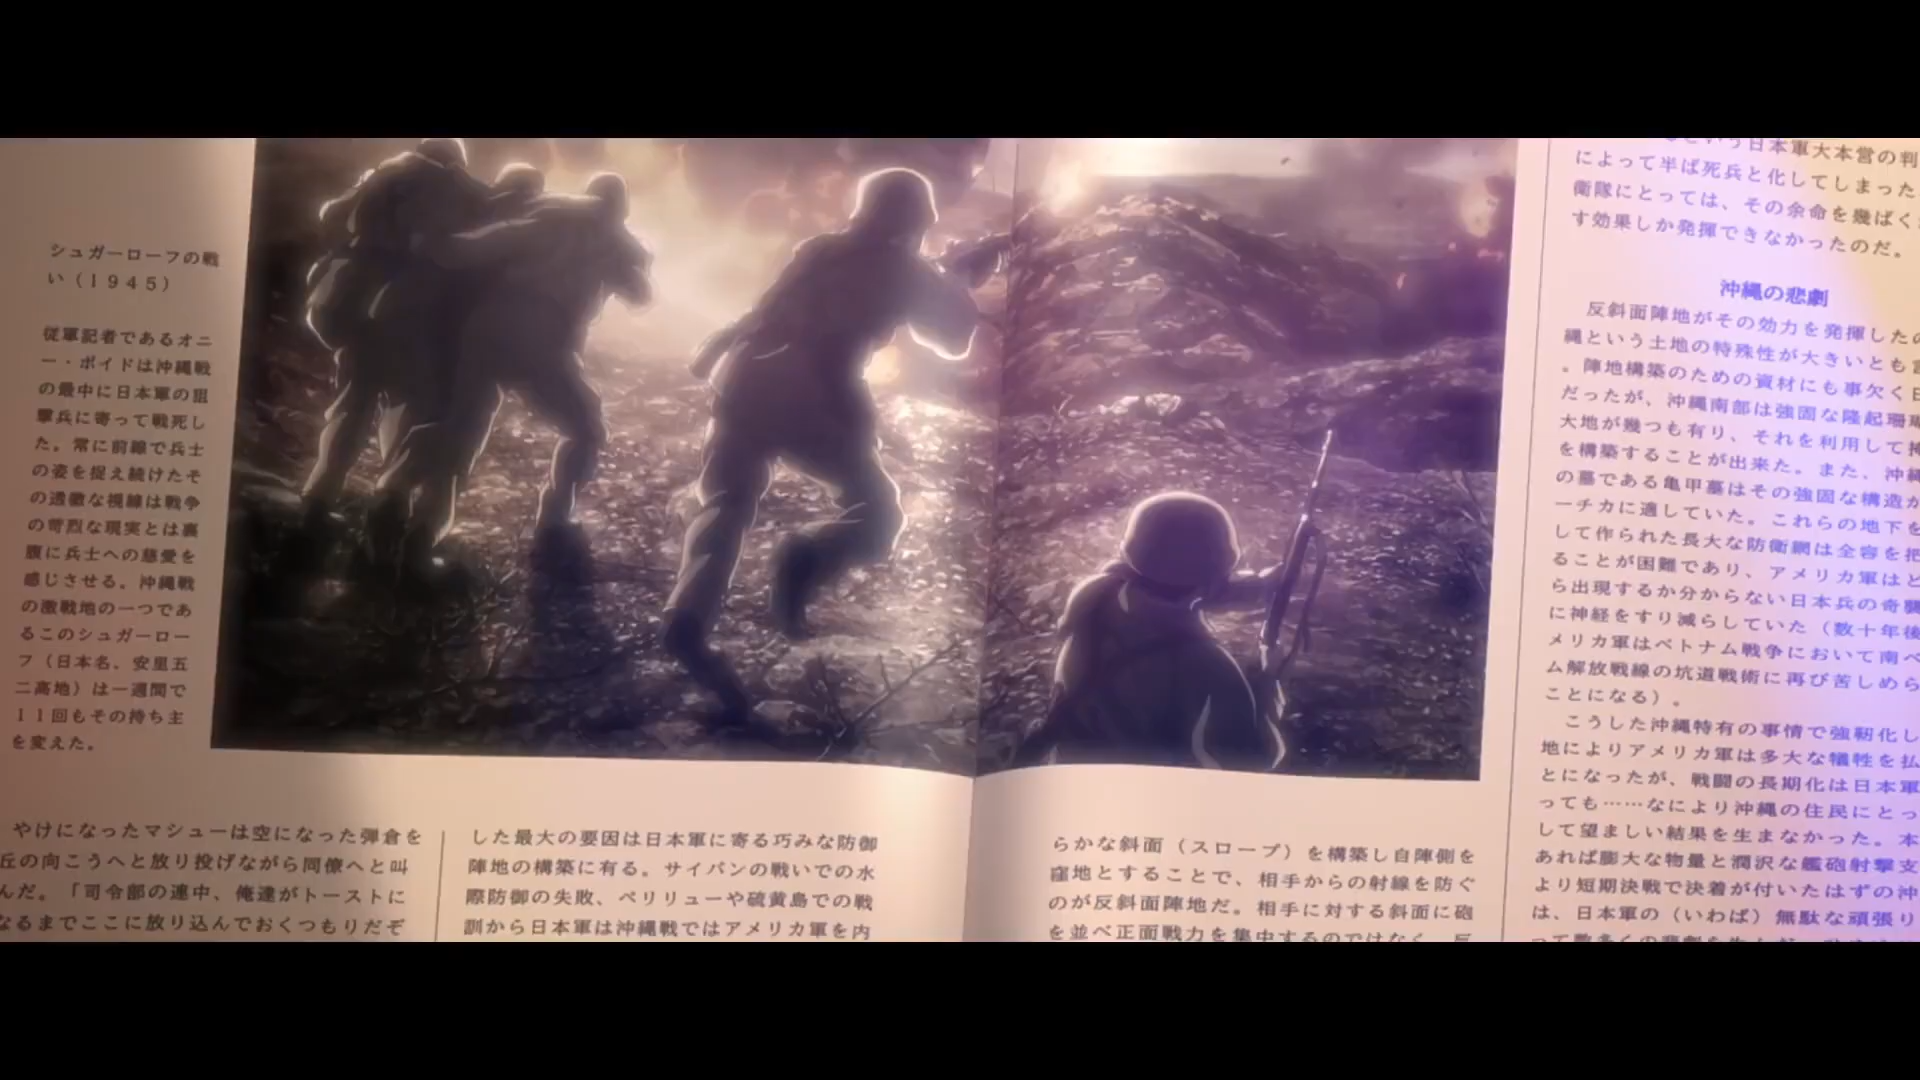 シュガーローフの戦
い（１９４５）
従軍記者であるオニ
ー・ボイドは沖縄戦
の最中に日本軍の狙
撃兵に寄って戦死し
た。常に前線で兵士
の姿を捉え続けたそ
の透徹な視線は戦争
の苛烈な現実とは裏
腹に兵士への慈愛を
感じさせる。沖縄戦
の激戦地の一つであ
るこのシュガーロー
フ（日本名、安里五
二高地）は一週間で
１１回もその持ち主
を変えた。
やけになったマシューは空になった弾倉を
丘の向こうへと放り投げながら同僚へと叫
んだ。「司令部の連中、俺達がトーストに
なるまでここに放り込んでおくつもりだぞ
した最大の要因は日本軍に寄る巧みな防御
陣地の構築に有る。サイパンの戦いでの水
際防御の失敗、ペリリューや硫黄島での戦
訓から日本軍は沖縄戦ではアメリカ軍を内
らかな斜面（スロープ）を構築し自陣側を
窪地とすることで、相手からの射線を防ぐ
のが反斜面陣地だ。相手に対する斜面に砲
を並べ正面戦力を集中するのではなく、反
という日本軍大本営の判
によって半ば死兵と化してしまった
衛隊にとっては、その余命を幾ばく
す効果しか発揮できなかったのだ。
沖縄の悲劇
反斜面陣地がその効力を発揮したの
縄という土地の特殊性が大きいとも言
。陣地構築のための資材にも事欠く日
だったが、沖縄南部は強固な隆起珊瑚
大地が幾つも有り、それを利用して掩
を構築することが出来た。また、沖縄
の墓である亀甲墓はその強固な構造が
ーチカに適していた。これらの地下を
して作られた長大な防衛網は全容を把
ることが困難であり、アメリカ軍はど
ら出現するか分からない日本兵の奇襲
に神経をすり減らしていた（数十年後
メリカ軍はベトナム戦争において南ベ
ム解放戦線の坑道戦術に再び苦しめら
ことになる）。
こうした沖縄特有の事情で強靭化し
地によりアメリカ軍は多大な犠牲を払
とになったが、戦闘の長期化は日本軍
っても……なにより沖縄の住民にとっ
して望ましい結果を生まなかった。本
あれば膨大な物量と潤沢な艦砲射撃支
より短期決戦で決着が付いたはずの沖
は、日本軍の（いわば）無駄な頑張り